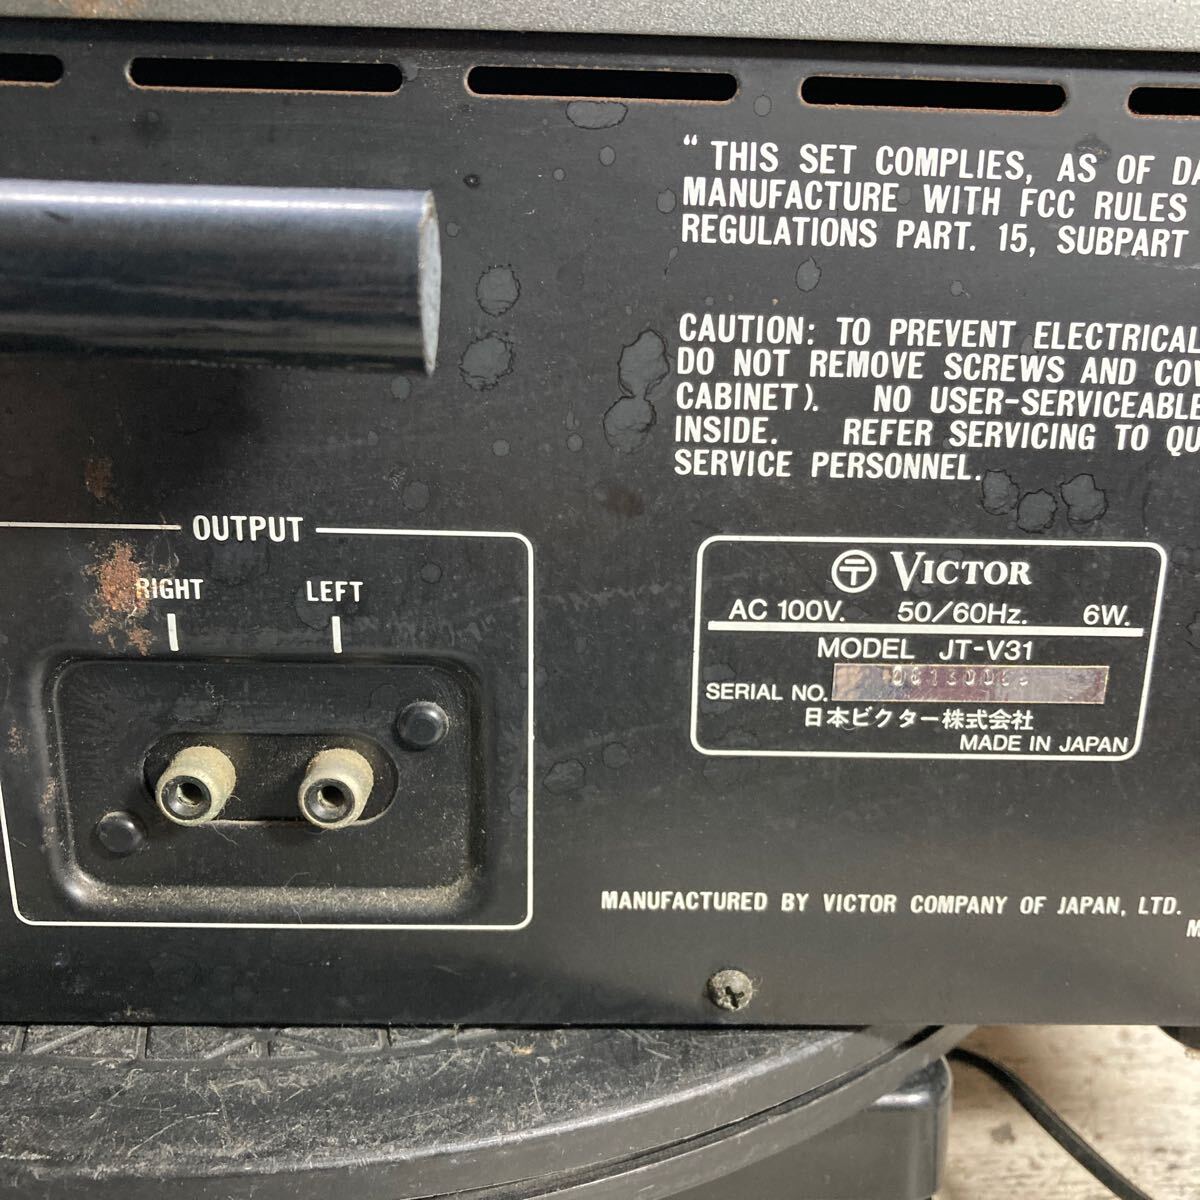 “ THIS SET COMPLIES, AS OF
MANUFACTURE WITH FCC RULES
REGULATIONS PART. 15, SUBPART
CAUTION: TO PREVENT ELECTRICAL
DO NOT REMOVE SCREWS AND
CABINET). NO USER-SERVICEABLE
INSIDE. REFER SERVICING TO
SERVICE PERSONNEL.
OUTPUT
RIGHT LEFT
VICTOR
AC 100V. 50/60Hz. 6W.
MODEL JT-V31
SERIAL NO.
日本ビクター株式会社
MADE IN JAPAN
MANUFACTURED BY VICTOR COMPANY OF JAPAN, LTD.